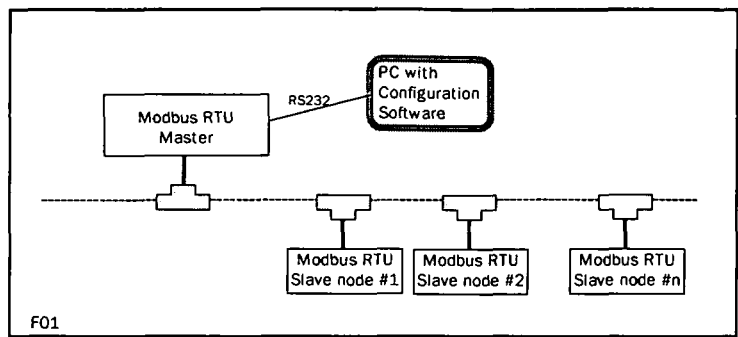 PC with
Configuration
Software
RS232
Modbus RTU
Master
Modbus RTU
Slave node #1
Modbus RTU
Slave node #2
Modbus RTU
Slave node #n
F01